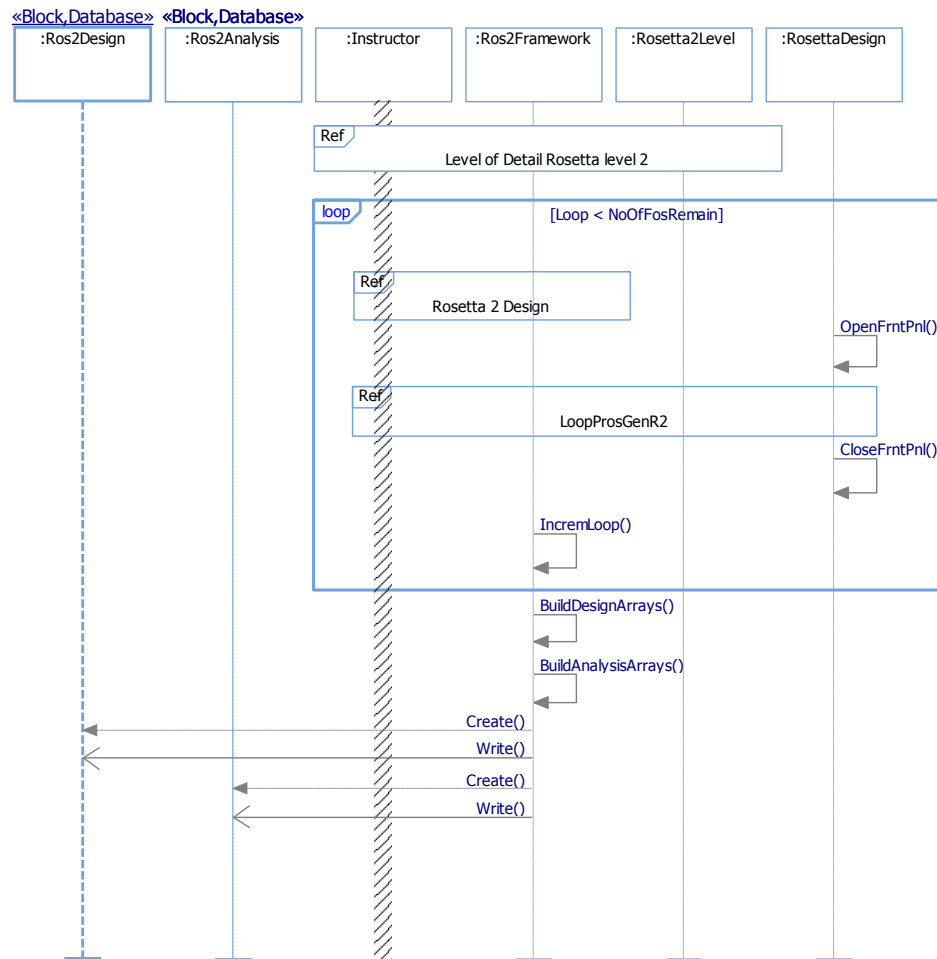 «Block,Database» «Block,Database»
:Ros2Design :Ros2Analysis :Instructor :Ros2Framework :Rosetta2Level :RosettaDesign
Ref
Level of Detail Rosetta level 2
loop [Loop < NoOfFosRemain]
Ref
Rosetta 2 Design
OpenFrntPnl()
Ref
LoopProsGenR2
CloseFrntPnl()
IncremLoop()
BuildDesignArrays()
BuildAnalysisArrays()
Create()
Write()
Create()
Write()